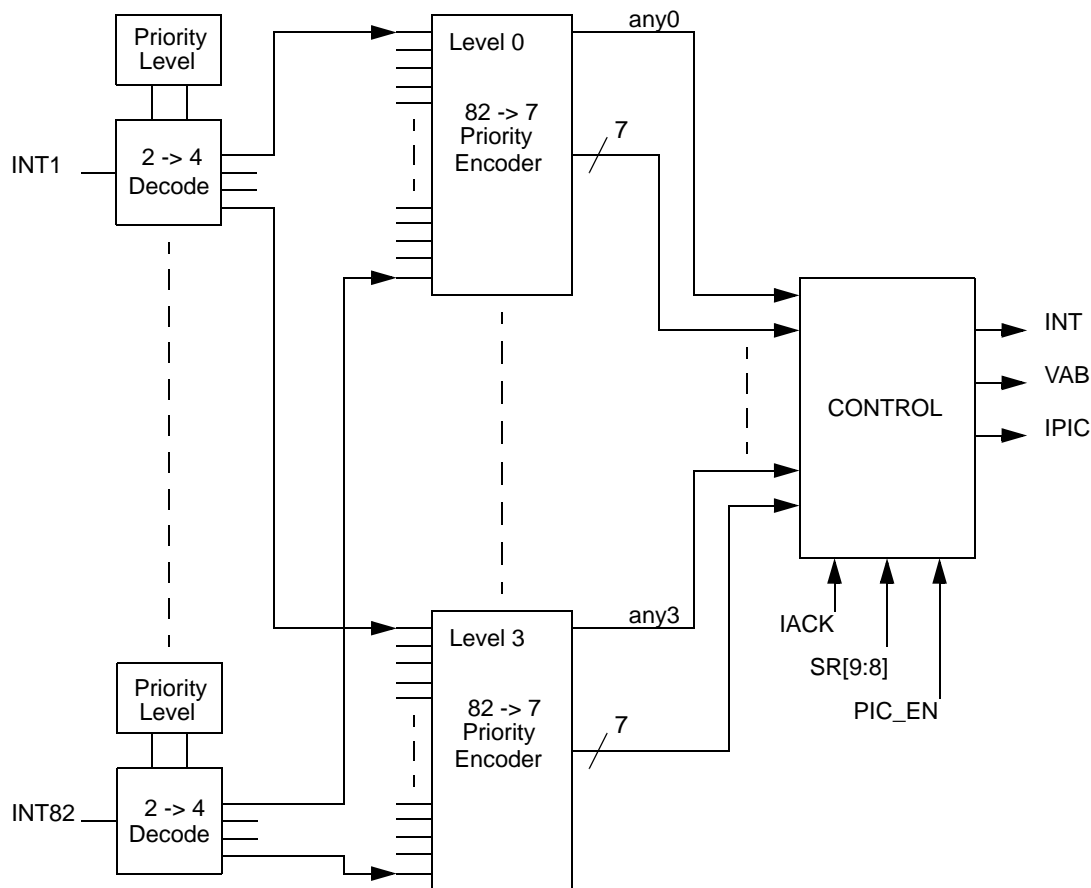 Priority
Level
INT1
2 -> 4
Decode
Level 0
82 -> 7
Priority
Encoder
any0
7
CONTROL
INT
VAB
IPIC
IACK
SR[9:8]
PIC_EN
Priority
Level
INT82
2 -> 4
Decode
Level 3
82 -> 7
Priority
Encoder
any3
7